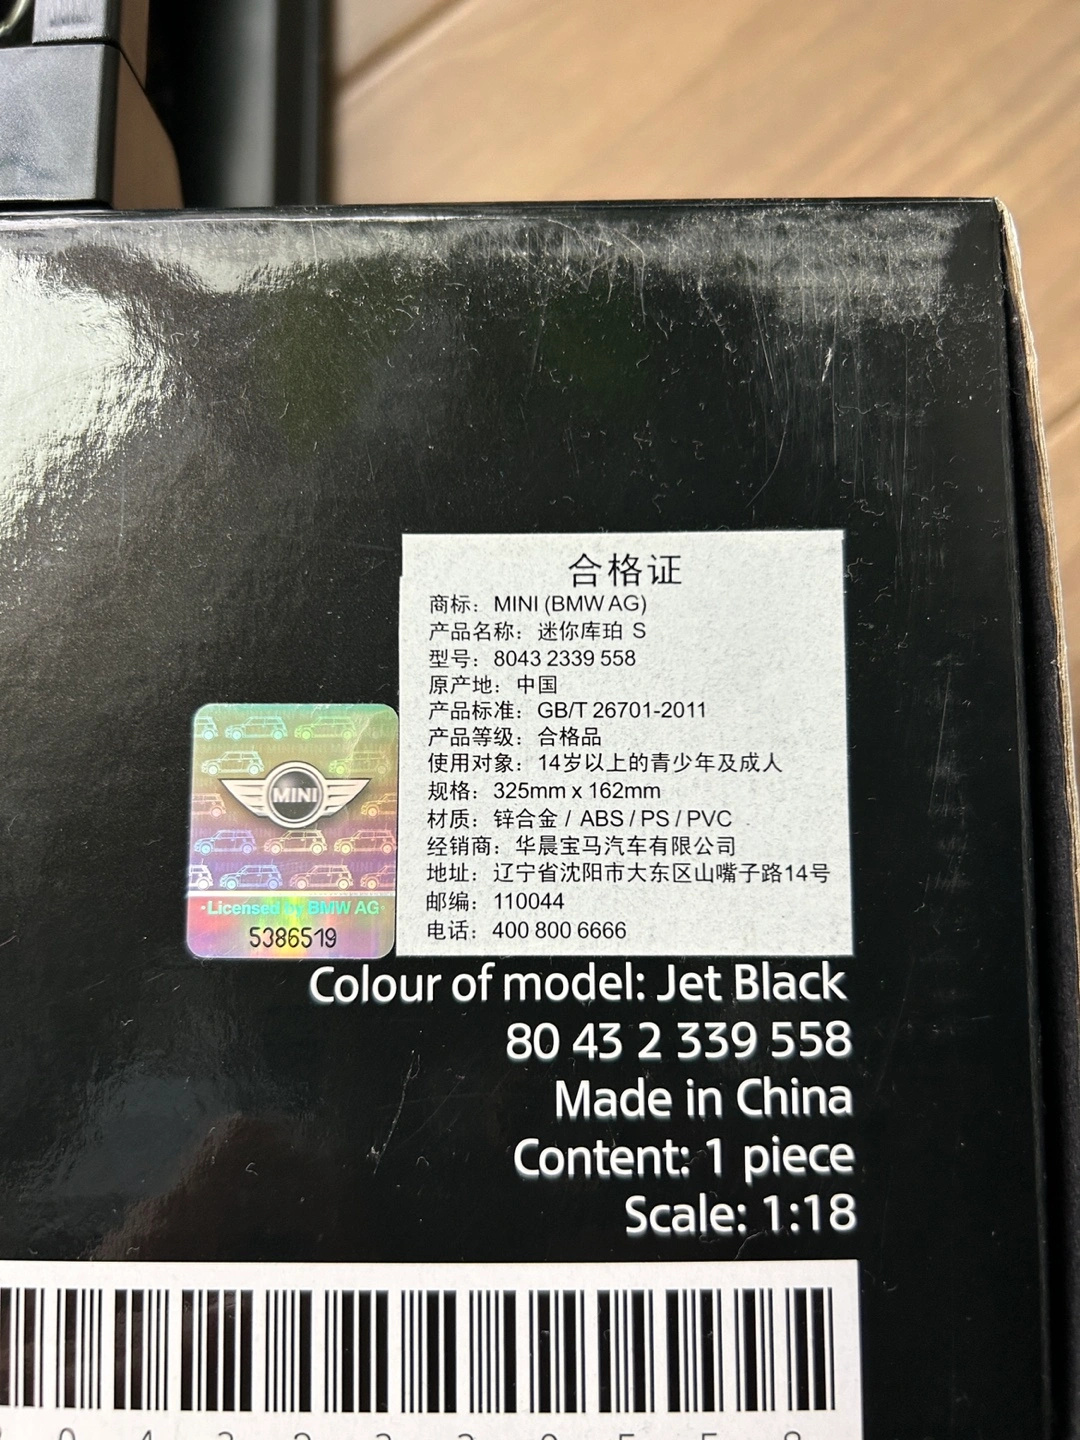 合格证
商标：MINI (BMW AG)
产品名称：迷你库珀 S
型号：8043 2339 558
原产地：中国
产品标准：GB/T 26701-2011
产品等级：合格品
使用对象：14岁以上的青少年及成人
规格：325mm x 162mm
材质：锌合金 / ABS / PS / PVC
经销商：华晨宝马汽车有限公司
地址：辽宁省沈阳市大东区山嘴子路14号
邮编：110044
电话：400 800 6666
MINI
·Licensed by BMW AG·
5386519
Colour of model: Jet Black
80 43 2 339 558
Made in China
Content: 1 piece
Scale: 1:18